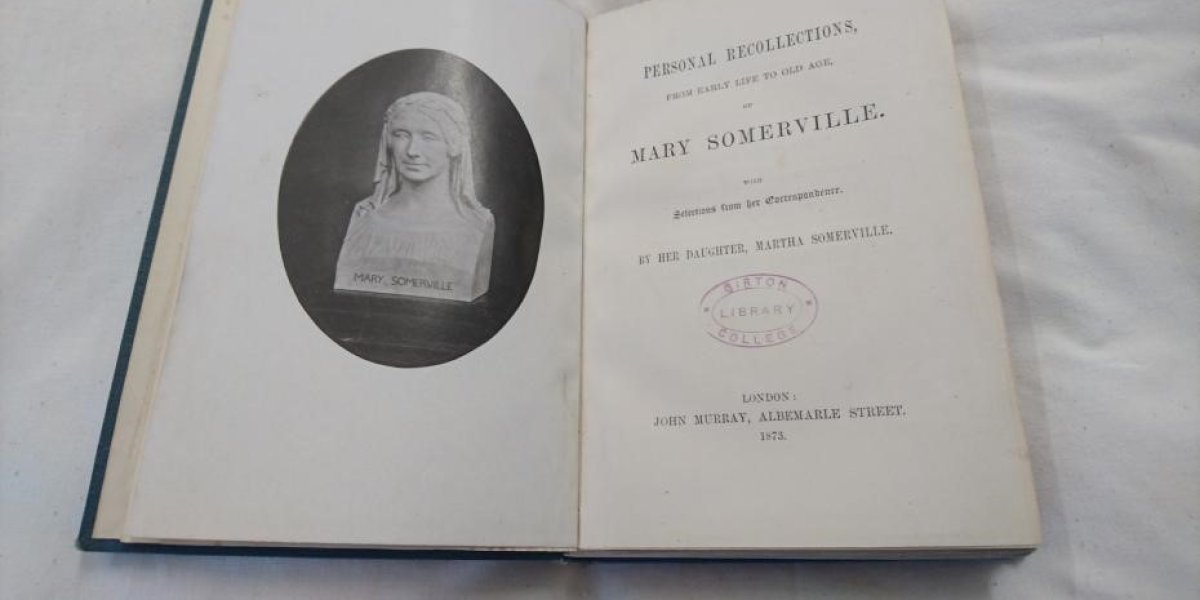 MARY SOMERVILLE
PERSONAL RECOLLECTIONS,
FROM EARLY LIFE TO OLD AGE,
OF
MARY SOMERVILLE.
WITH
Selections from her Correspondence.
BY HER DAUGHTER, MARTHA SOMERVILLE.
GIRTON
LIBRARY
COLLEGE
LONDON:
JOHN MURRAY, ALBEMARLE STREET.
1873.